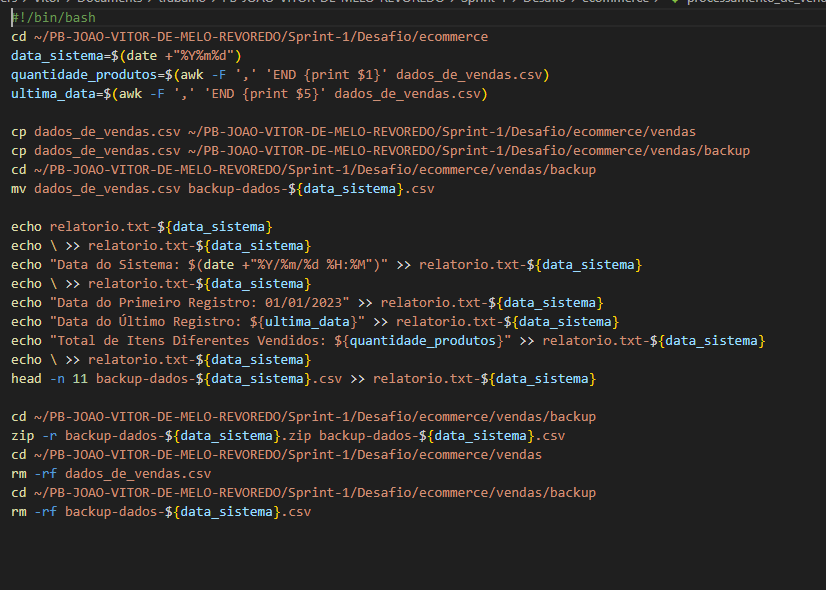 Vitor > Documents > trabalho > PB-JOAO-VITOR-DE-MELO-REVOREDO > Sprint-1 > Desafio > ecommerce >
#!/bin/bash
cd ~/PB-JOAO-VITOR-DE-MELO-REVOREDO/Sprint-1/Desafio/ecommerce
data_sistema=$(date +"%Y%m%d")
quantidade_produtos=$(awk -F ',' 'END {print $1}' dados_de_vendas.csv)
ultima_data=$(awk -F ',' 'END {print $5}' dados_de_vendas.csv)
cp dados_de_vendas.csv ~/PB-JOAO-VITOR-DE-MELO-REVOREDO/Sprint-1/Desafio/ecommerce/vendas
cp dados_de_vendas.csv ~/PB-JOAO-VITOR-DE-MELO-REVOREDO/Sprint-1/Desafio/ecommerce/vendas/backup
cd ~/PB-JOAO-VITOR-DE-MELO-REVOREDO/Sprint-1/Desafio/ecommerce/vendas/backup
mv dados_de_vendas.csv backup-dados-${data_sistema}.csv
echo relatorio.txt-${data_sistema}
echo \ >> relatorio.txt-${data_sistema}
echo "Data do Sistema: $(date +"%Y/%m/%d %H:%M")" >> relatorio.txt-${data_sistema}
echo \ >> relatorio.txt-${data_sistema}
echo "Data do Primeiro Registro: 01/01/2023" >> relatorio.txt-${data_sistema}
echo "Data do Último Registro: ${ultima_data}" >> relatorio.txt-${data_sistema}
echo "Total de Itens Diferentes Vendidos: ${quantidade_produtos}" >> relatorio.txt-${data_sistema}
echo \ >> relatorio.txt-${data_sistema}
head -n 11 backup-dados-${data_sistema}.csv >> relatorio.txt-${data_sistema}
cd ~/PB-JOAO-VITOR-DE-MELO-REVOREDO/Sprint-1/Desafio/ecommerce/vendas/backup
zip -r backup-dados-${data_sistema}.zip backup-dados-${data_sistema}.csv
cd ~/PB-JOAO-VITOR-DE-MELO-REVOREDO/Sprint-1/Desafio/ecommerce/vendas
rm -rf dados_de_vendas.csv
cd ~/PB-JOAO-VITOR-DE-MELO-REVOREDO/Sprint-1/Desafio/ecommerce/vendas/backup
rm -rf backup-dados-${data_sistema}.csv